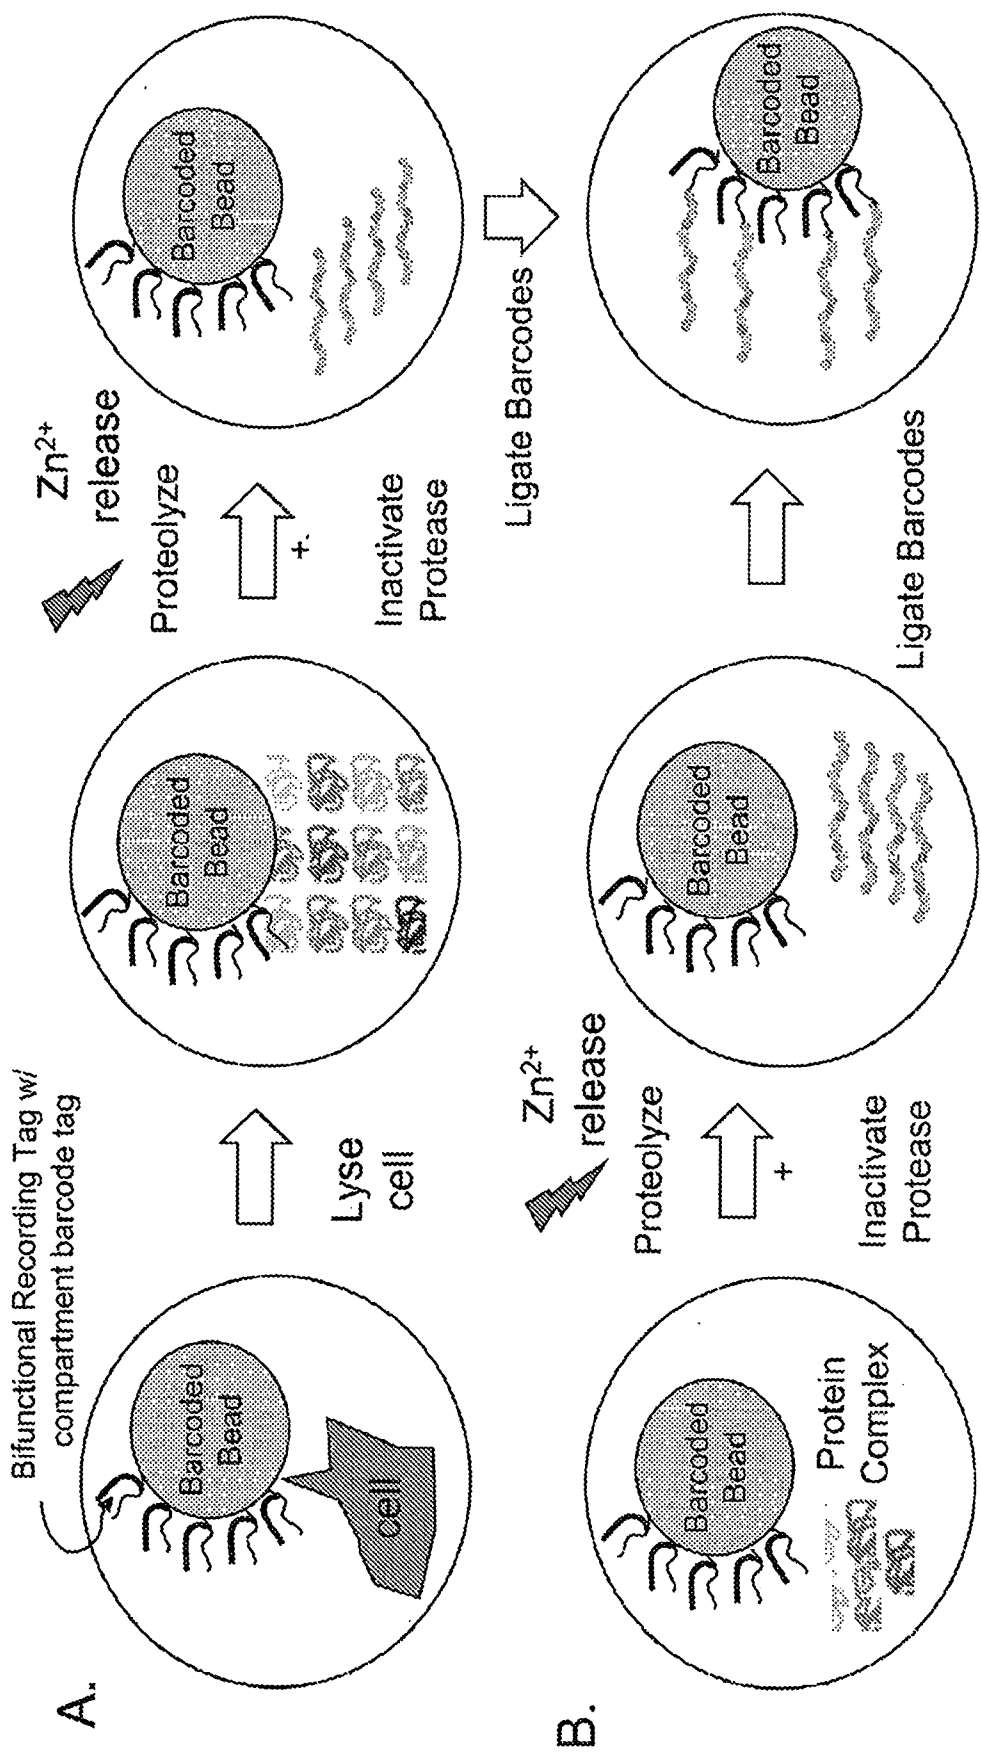 A.
Bifunctional Recording Tag w/
compartment barcode tag
Barcoded
Bead
cell
Lyse
cell
Barcoded
Bead
Zn2+
release
Proteolyze
+
Inactivate
Protease
Barcoded
Bead
Ligate Barcodes
B.
Barcoded
Bead
Protein
Complex
Zn2+
release
Proteolyze
+
Inactivate
Protease
Barcoded
Bead
Ligate Barcodes
Barcoded
Bead